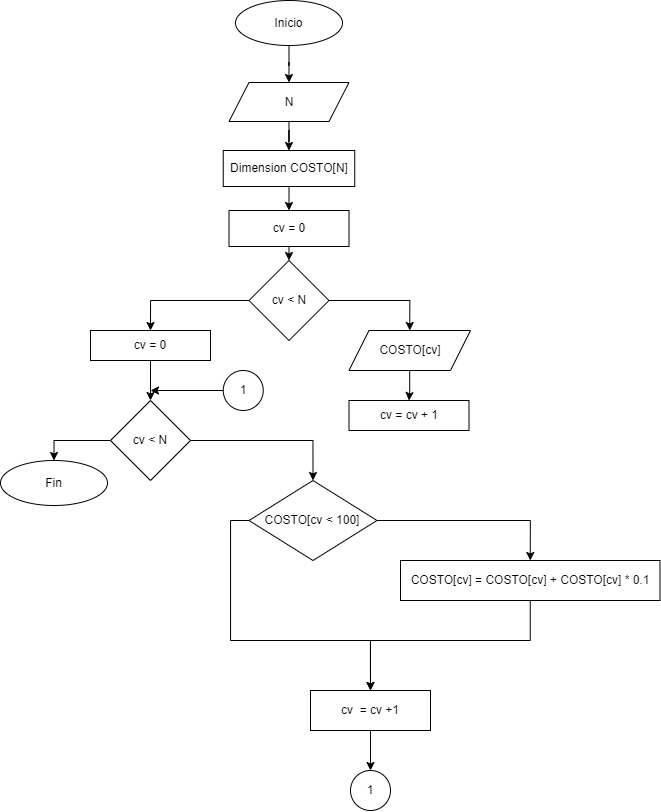 Inicio
N
Dimension COSTO[N]
cv = 0
cv < N
cv = 0
COSTO[cv]
1
cv = cv + 1
cv < N
Fin
COSTO[cv < 100]
COSTO[cv] = COSTO[cv] + COSTO[cv] * 0.1
cv = cv +1
1